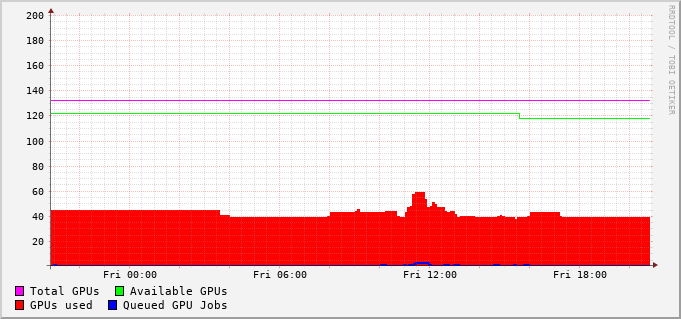 RRDTOOL / TOBI OETIKER
200
180
160
140
120
100
80
60
40
20
Fri 00:00 Fri 06:00 Fri 12:00 Fri 18:00
Total GPUs Available GPUs
GPUs used Queued GPU Jobs